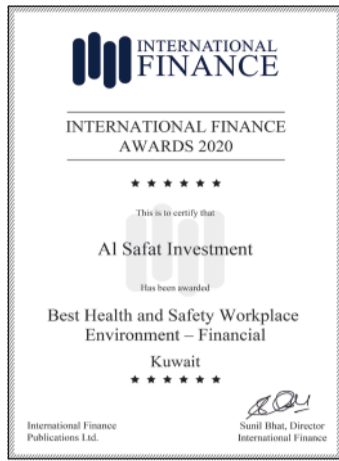 INTERNATIONAL
FINANCE
INTERNATIONAL FINANCE
AWARDS 2020
★ ★ ★ ★ ★ ★
This is to certify that
Al Safat Investment
Has been awarded
Best Health and Safety Workplace
Environment – Financial
Kuwait
★ ★ ★ ★ ★ ★
International Finance
Publications Ltd.
Sunil Bhat, Director
International Finance